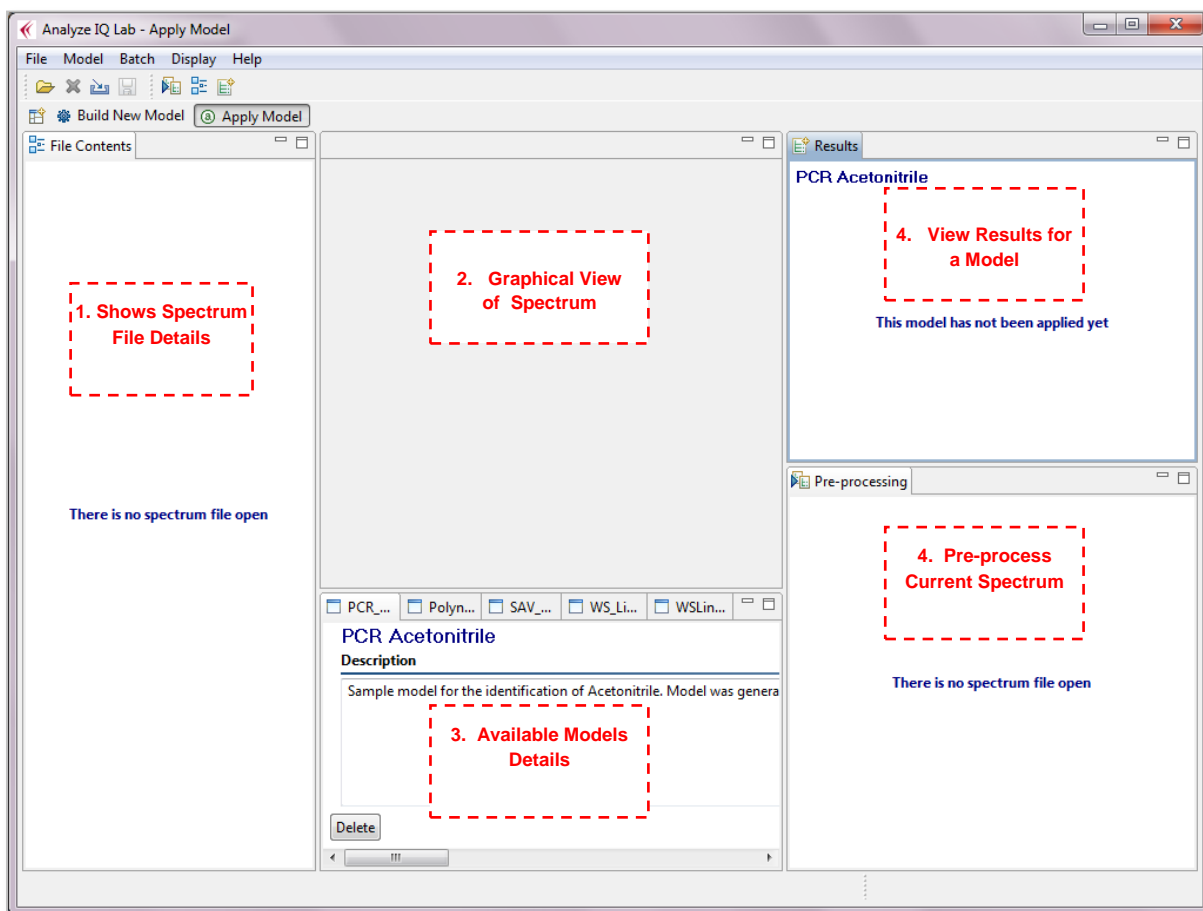 Analyze IQ Lab - Apply Model
File Model Batch Display Help
Build New Model Apply Model
File Contents
1. Shows Spectrum
File Details
There is no spectrum file open
2. Graphical View
of Spectrum
PCR_... Polyn... SAV_... WS_Li... WSLin...
PCR Acetonitrile
Description
Sample model for the identification of Acetonitrile. Model was genera
3. Available Models
Details
Delete
Results
PCR Acetonitrile
4. View Results for
a Model
This model has not been applied yet
Pre-processing
4. Pre-process
Current Spectrum
There is no spectrum file open